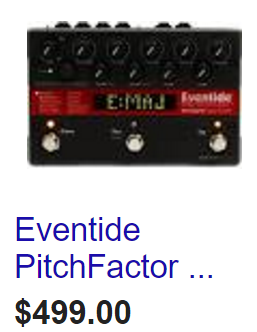 Eventide
E:MAJ
Eventide
PitchFactor ...
$499.00